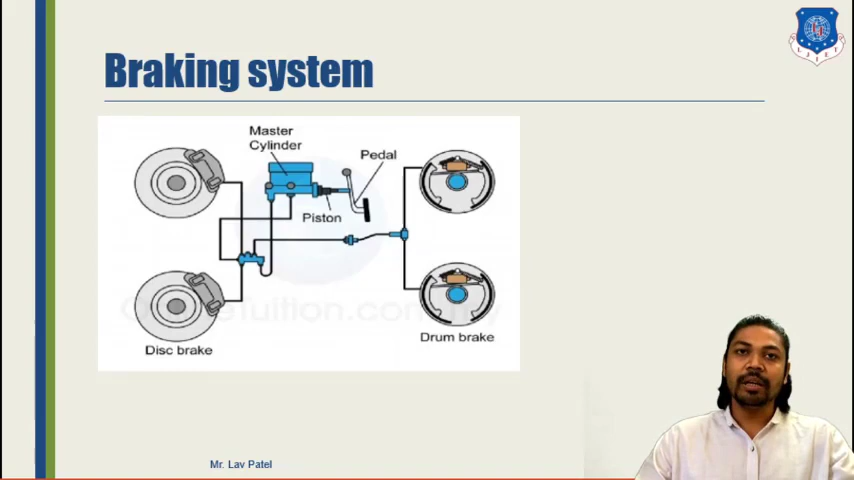 Braking system
Master
Cylinder
Pedal
Piston
Disc brake
Drum brake
Mr. Lav Patel